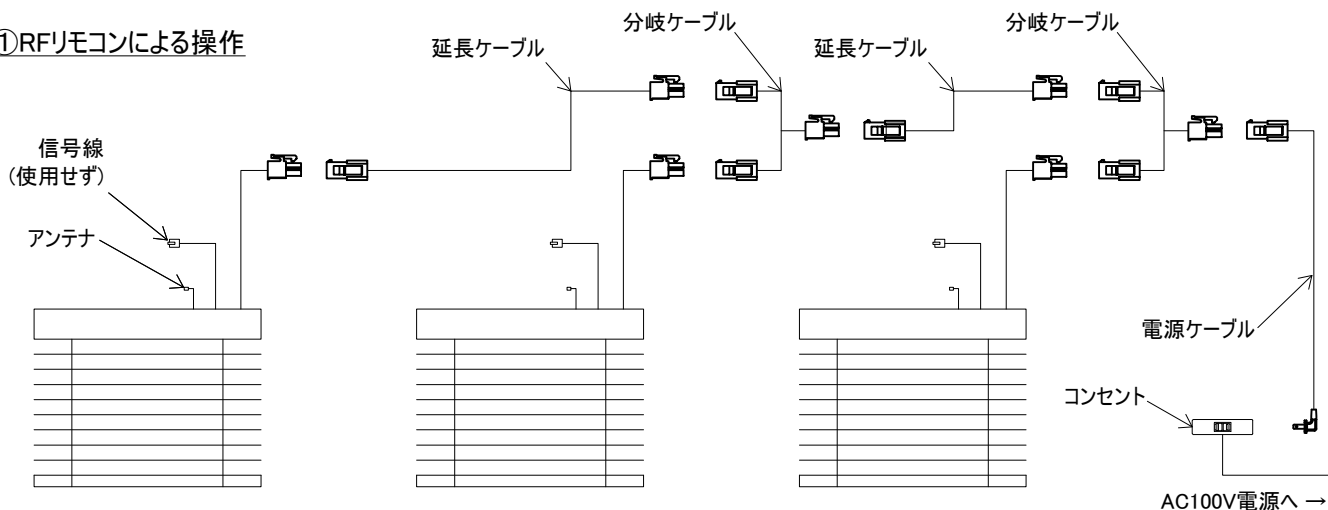 ①RFリモコンによる操作
延長ケーブル
分岐ケーブル
延長ケーブル
分岐ケーブル
信号線
(使用せず)
アンテナ
電源ケーブル
コンセント
AC100V電源へ →